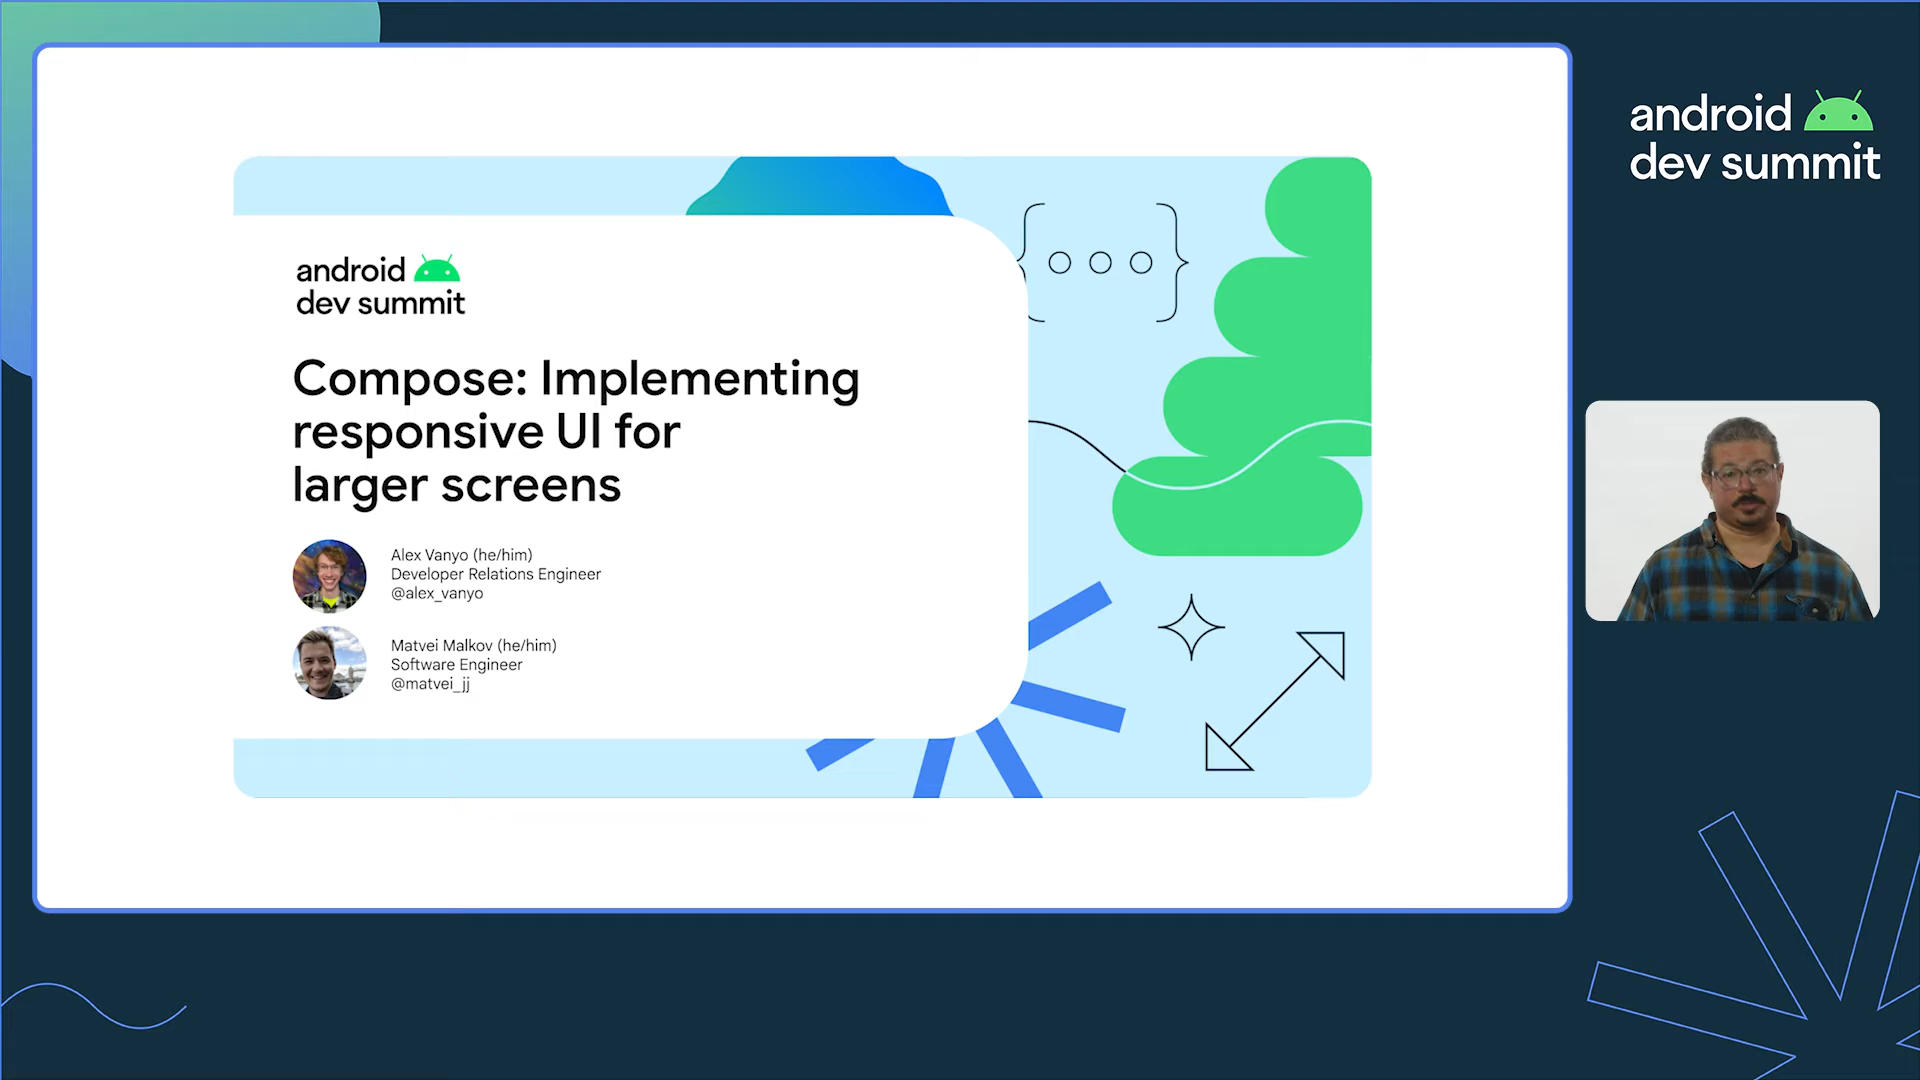 android
dev summit
Compose: Implementing
responsive UI for
larger screens
Alex Vanyo (he/him)
Developer Relations Engineer
@alex_vanyo
Matvei Malkov (he/him)
Software Engineer
@matvei_jj
android
dev summit